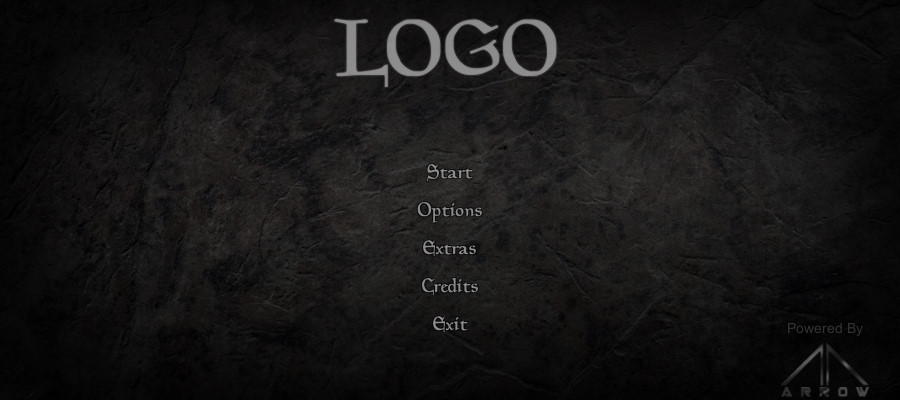 LOGO
Start
Options
Extras
Credits
Exit
Powered By
ARROW